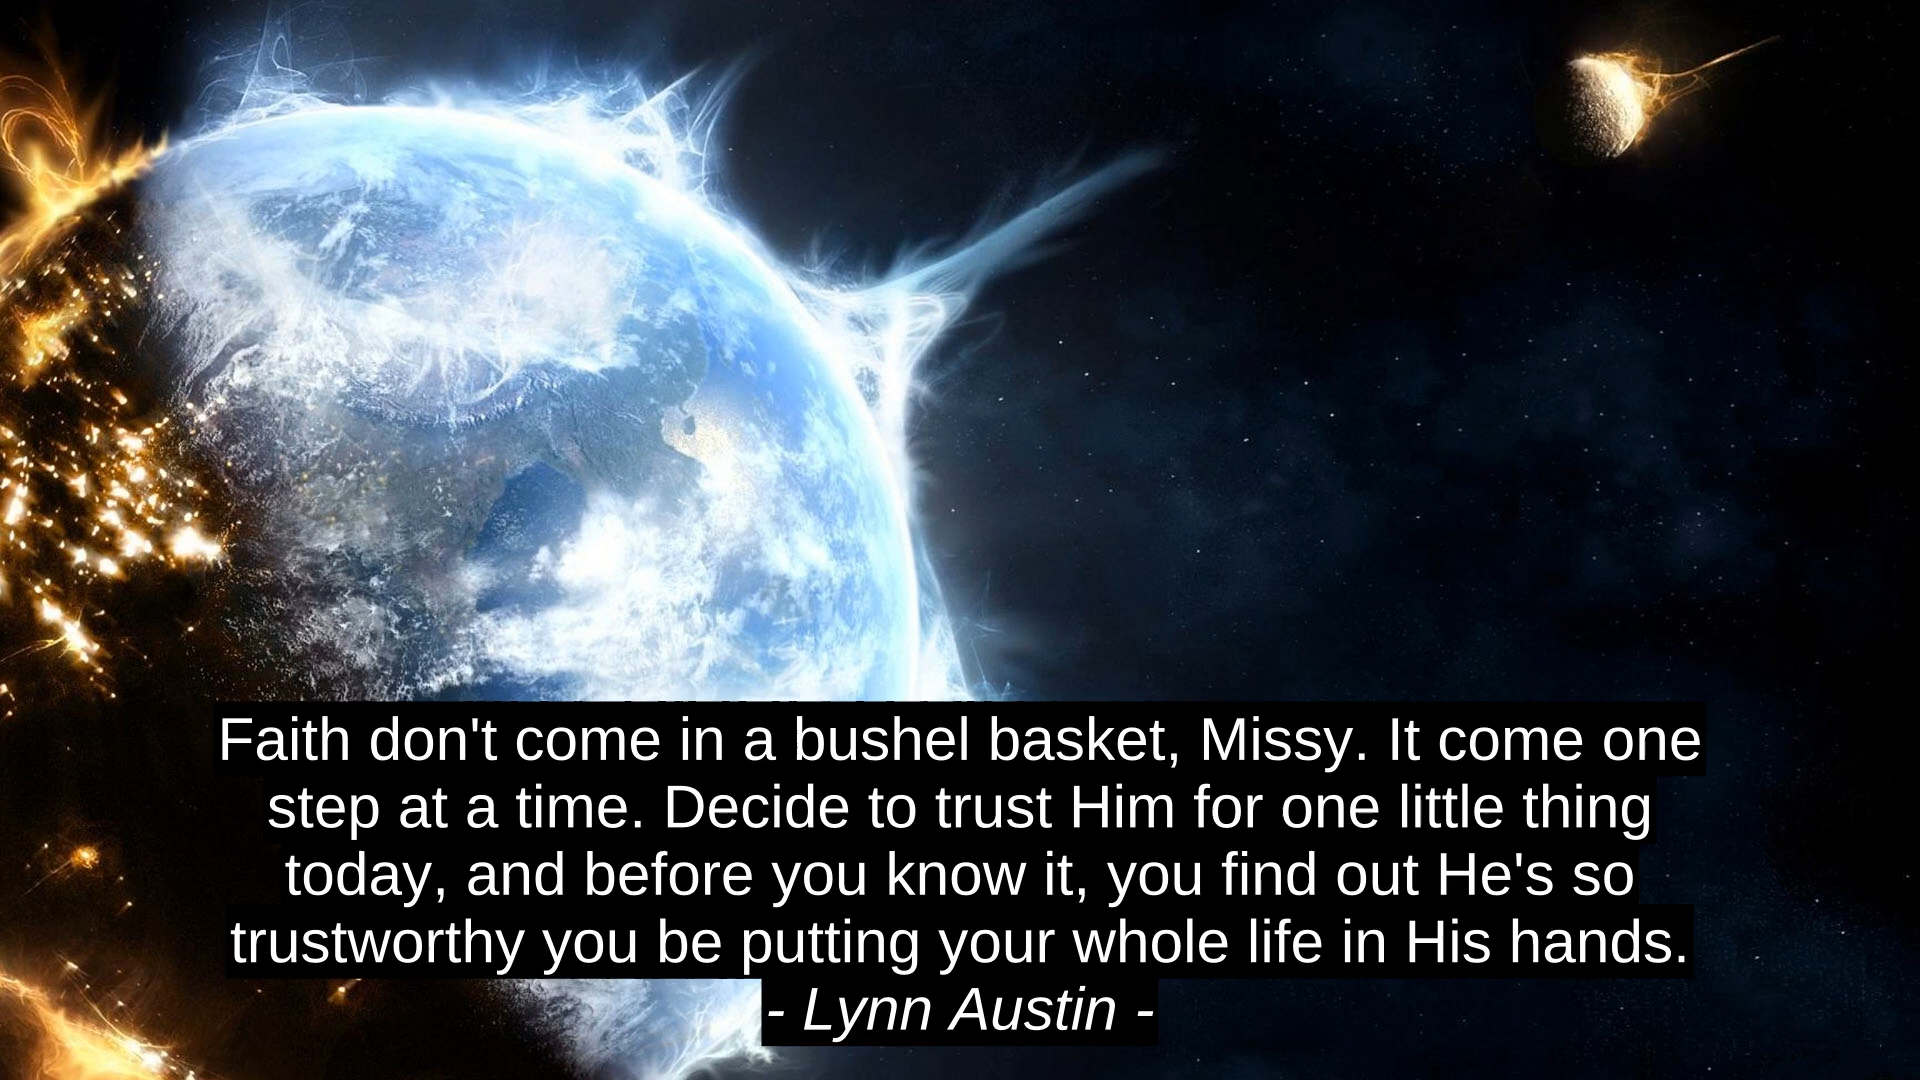 Faith don't come in a bushel basket, Missy. It come one
step at a time. Decide to trust Him for one little thing
today, and before you know it, you find out He's so
trustworthy you be putting your whole life in His hands.
- Lynn Austin -